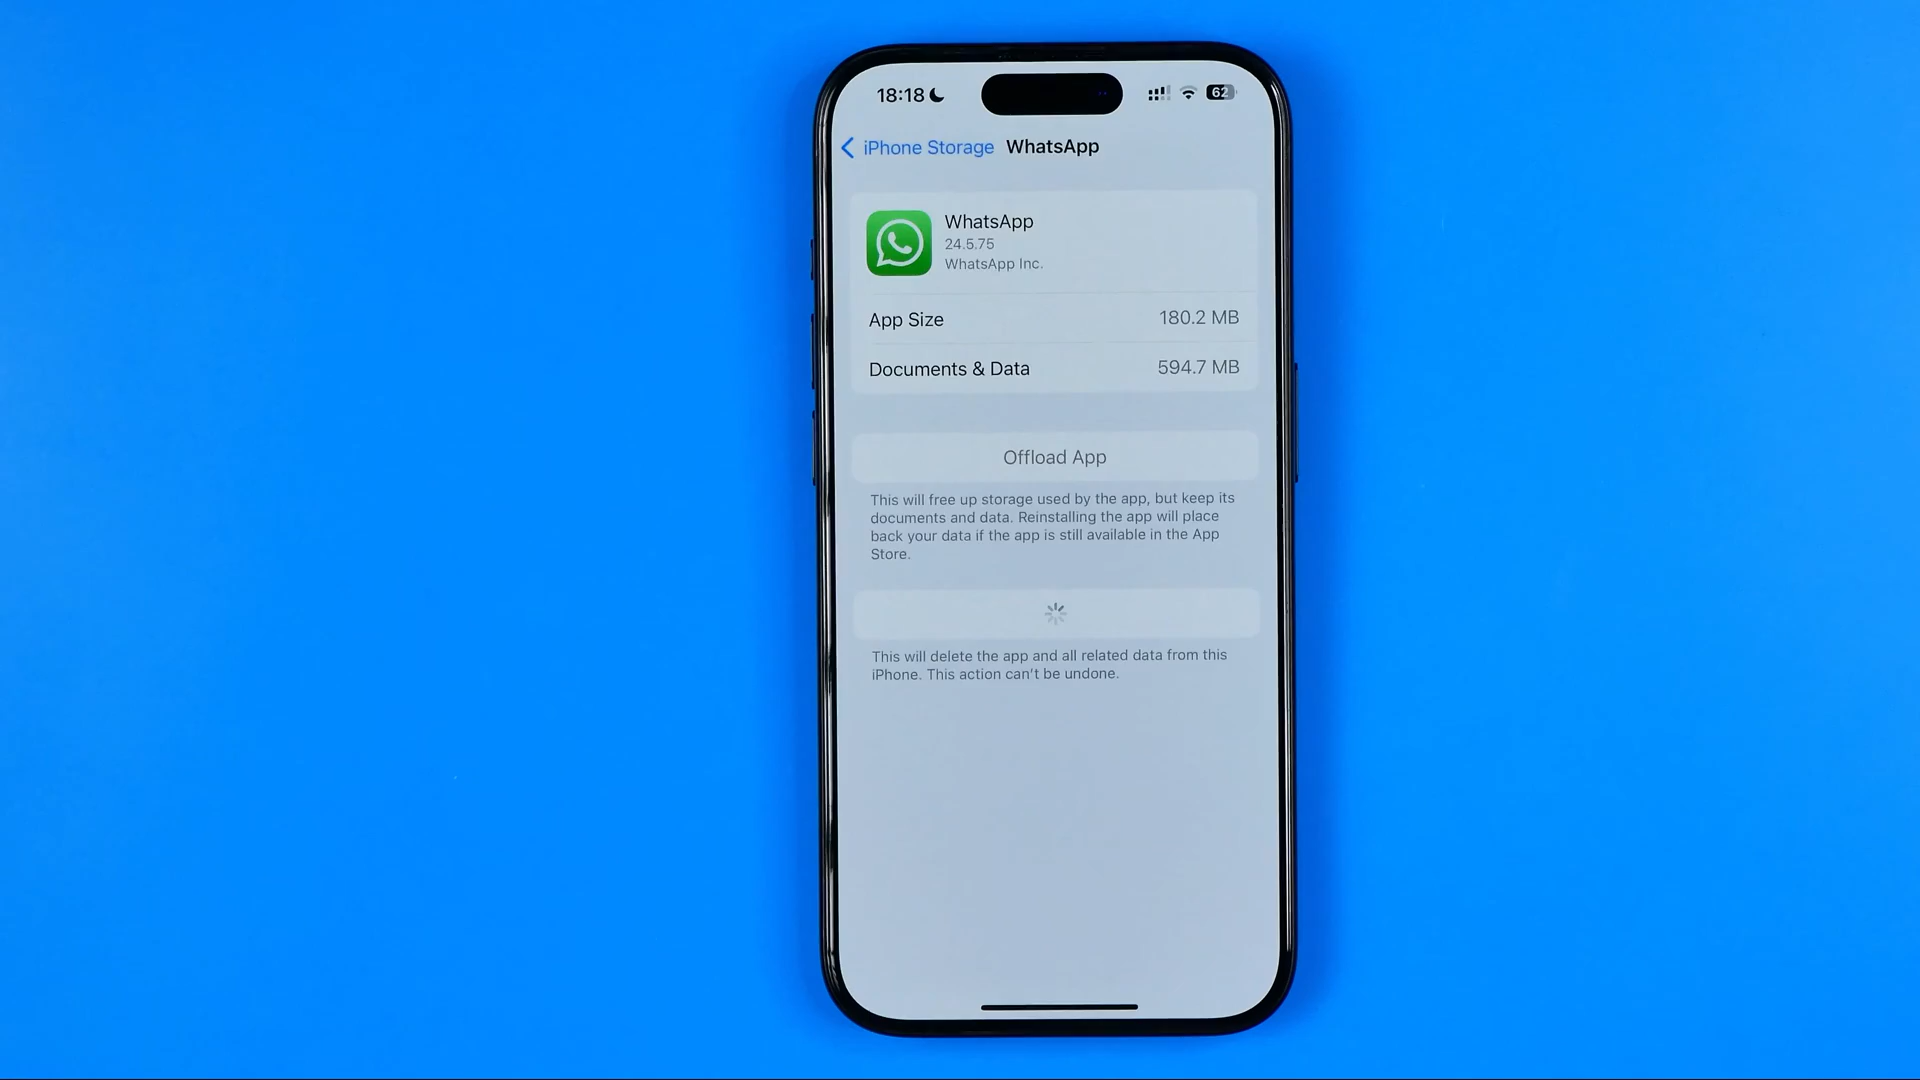 18:18
62
iPhone Storage WhatsApp
WhatsApp
24.5.75
WhatsApp Inc.
App Size 180.2 MB
Documents & Data 594.7 MB
Offload App
This will free up storage used by the app, but keep its
documents and data. Reinstalling the app will place
back your data if the app is still available in the App
Store.
This will delete the app and all related data from this
iPhone. This action can't be undone.